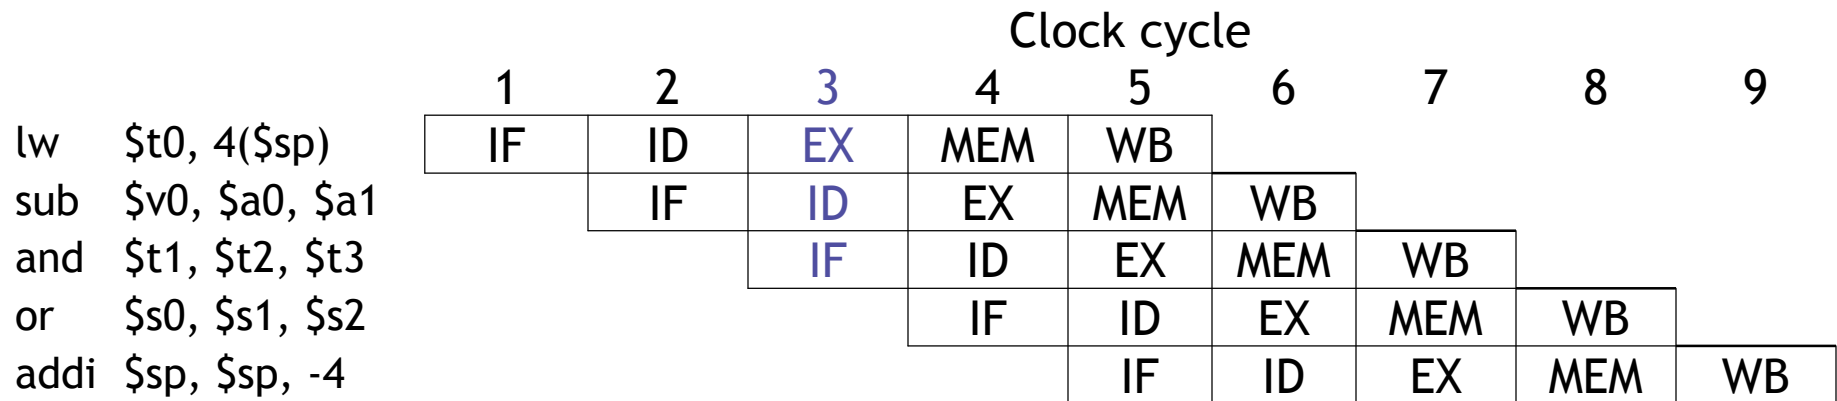 Clock cycle
1 2 3 4 5 6 7 8 9
lw $t0, 4($sp) IF ID EX MEM WB
sub $v0, $a0, $a1 IF ID EX MEM WB
and $t1, $t2, $t3 IF ID EX MEM WB
or $s0, $s1, $s2 IF ID EX MEM WB
addi $sp, $sp, -4 IF ID EX MEM WB